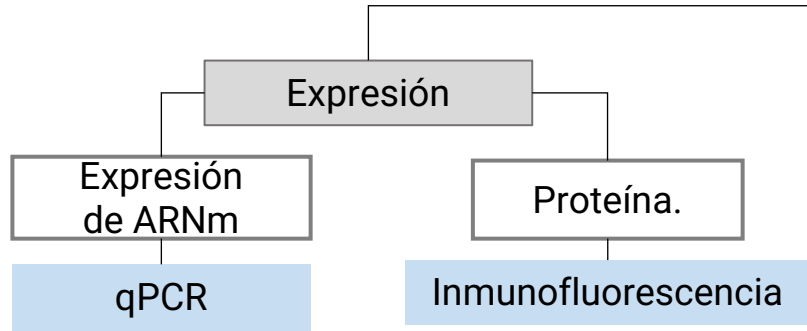 Expresión
Expresión
de ARNm
Proteína.
qPCR
Inmunofluorescencia